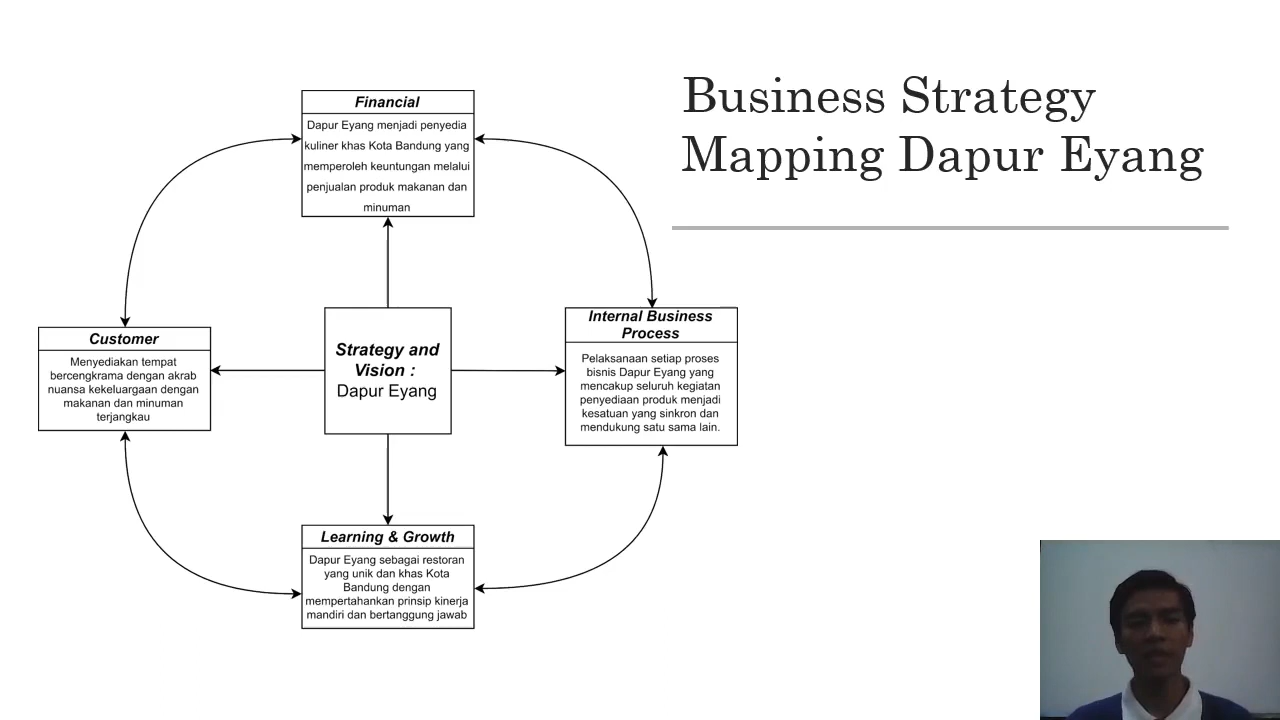 Business Strategy
Mapping Dapur Eyang
Financial
Dapur Eyang menjadi penyedia
kuliner khas Kota Bandung yang
memperoleh keuntungan melalui
penjualan produk makanan dan
minuman
Customer
Menyediakan tempat
bercengkrama dengan akrab
nuansa kekeluargaan dengan
makanan dan minuman
terjangkau
Strategy and
Vision :
Dapur Eyang
Internal Business
Process
Pelaksanaan setiap proses
bisnis Dapur Eyang yang
mencakup seluruh kegiatan
penyediaan produk menjadi
kesatuan yang sinkron dan
mendukung satu sama lain.
Learning & Growth
Dapur Eyang sebagai restoran
yang unik dan khas Kota
Bandung dengan
mempertahankan prinsip kinerja
mandiri dan bertanggung jawab